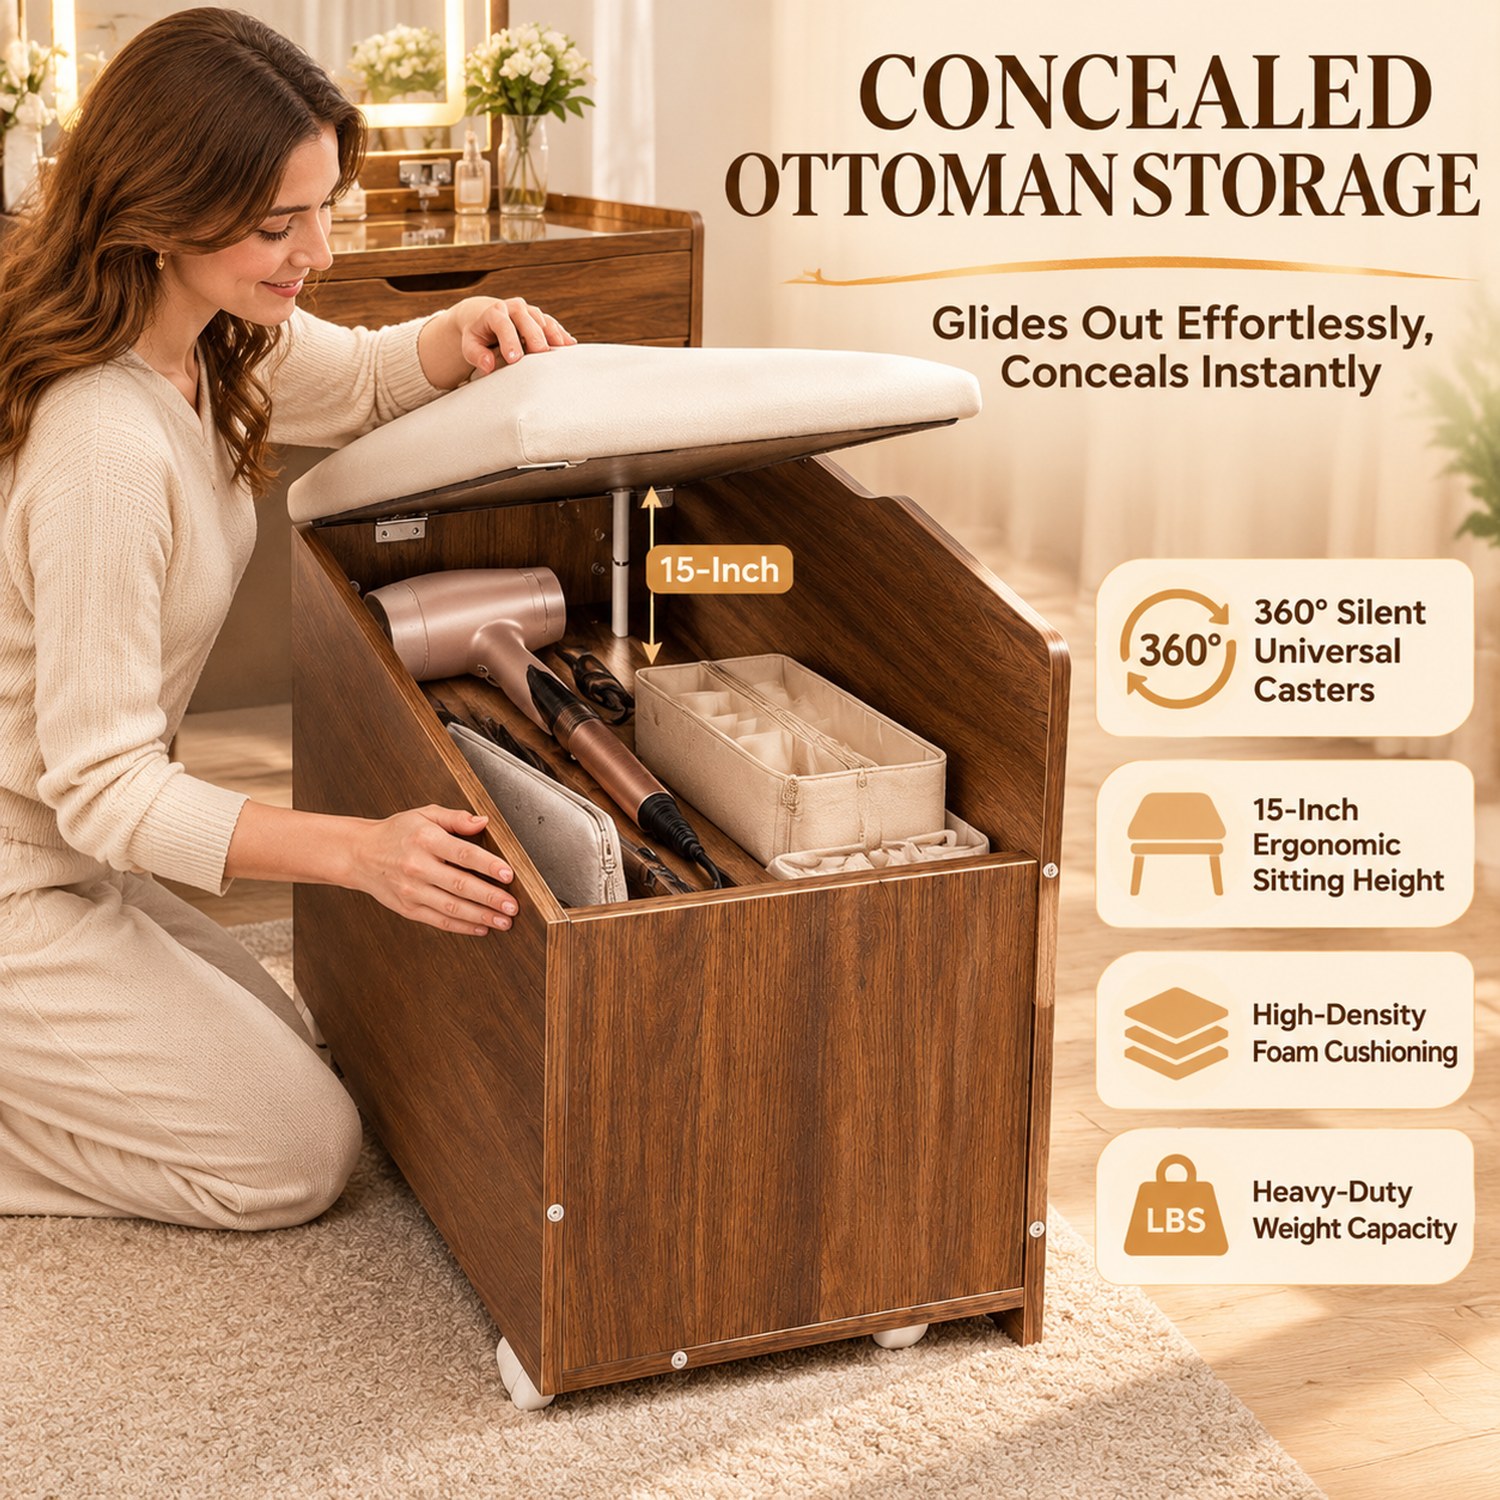 CONCEALED
OTTOMAN STORAGE
Glides Out Effortlessly,
Conceals Instantly
15-Inch
360°
360° Silent
Universal
Casters
15-Inch
Ergonomic
Sitting Height
High-Density
Foam Cushioning
LBS
Heavy-Duty
Weight Capacity